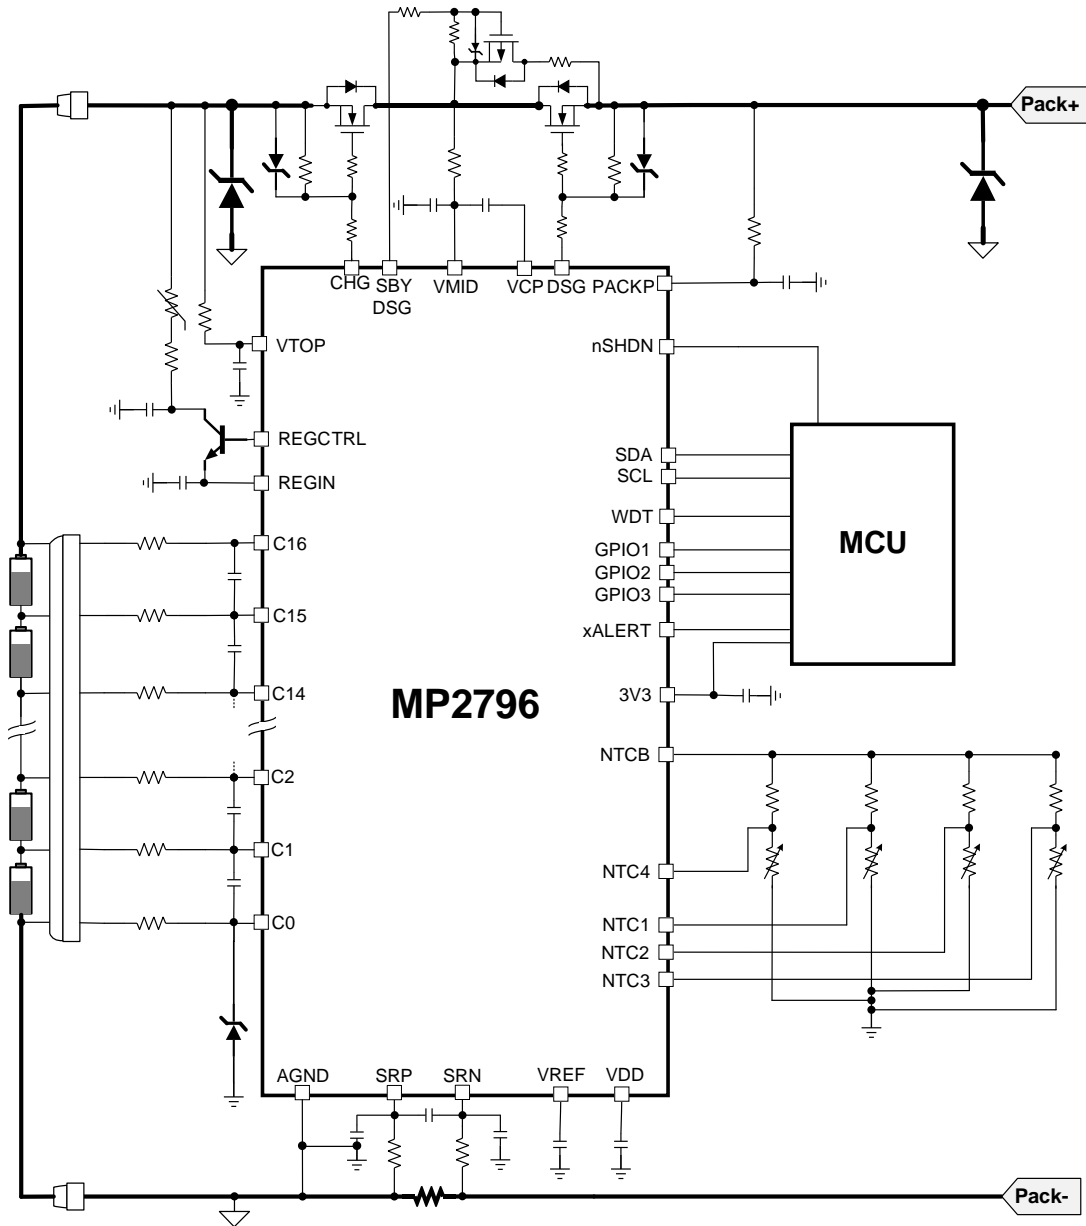 Pack+
CHG
SBY
DSG
VMID
VCP
DSG
PACKP
VTOP
nSHDN
REGCTRL
REGIN
SDA
SCL
WDT
GPIO1
GPIO2
GPIO3
xALERT
3V3
MCU
C16
C15
C14
MP2796
C2
C1
C0
NTCB
NTC4
NTC1
NTC2
NTC3
AGND
SRP
SRN
VREF
VDD
Pack-